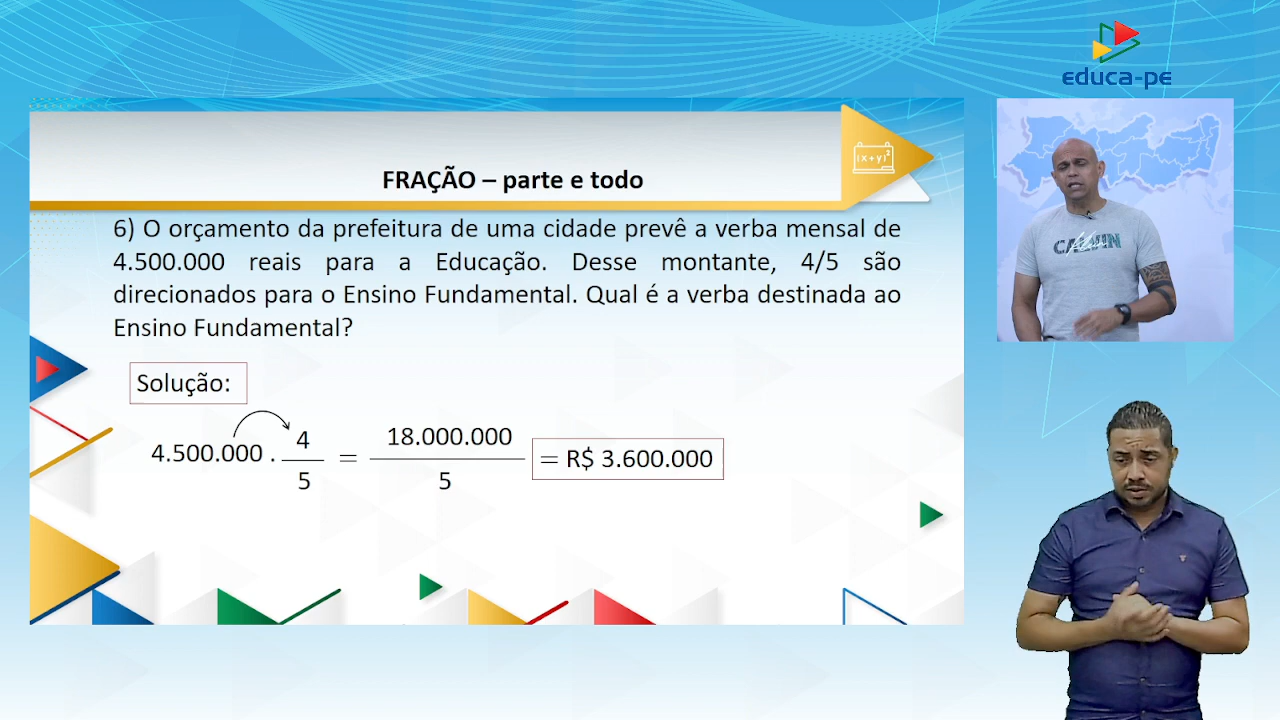 educa-pe
(x+y)²
FRAÇÃO – parte e todo
6) O orçamento da prefeitura de uma cidade prevê a verba mensal de
4.500.000 reais para a Educação. Desse montante, 4/5 são
direcionados para o Ensino Fundamental. Qual é a verba destinada ao
Ensino Fundamental?
Solução:
4.500.000 . 4/5 = 18.000.000/5 = R$ 3.600.000